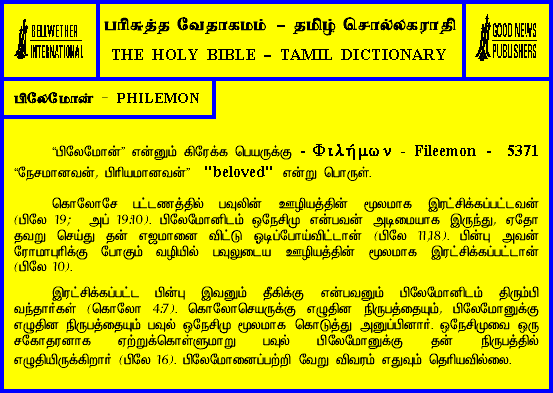 BELLWETHER INTERNATIONAL
பரிசுத்த வேதாகமம் – தமிழ் சொல்லகராதி
THE HOLY BIBLE – TAMIL DICTIONARY
GOOD NEWS PUBLISHERS
பிலேமோன் – PHILEMON
“பிலேமோன்” என்னும் கிரேக்க பெயருக்கு - Φιλήμων - Fileemon - 5371
“நேசமானவன், பிரியமானவன்” "beloved" என்று பொருள்.
கொலோசே பட்டணத்தில் பவுலின் ஊழியத்தின் மூலமாக இரட்சிக்கப்பட்டவன்
(பிலே 19; அப் 19:10). பிலேமோனிடம் ஒநேசிமு என்பவன் அடிமையாக இருந்து, ஏதோ
தவறு செய்து தன் எஜமானை விட்டு ஓடிப்போய்விட்டான் (பிலே 11,18). பின்பு அவன்
ரோமாபுரிக்கு போகும் வழியில் பவுலுடைய ஊழியத்தின் மூலமாக இரட்சிக்கப்பட்டான்
(பிலே 10).
இரட்சிக்கப்பட்ட பின்பு இவனும் தீகிக்கு என்பவனும் பிலேமோனிடம் திரும்பி
வந்தார்கள் (கொலோ 4:7). கொலோசெயருக்கு எழுதின நிருபத்தையும், பிலேமோனுக்கு
எழுதின நிருபத்தையும் பவுல் ஒநேசிமு மூலமாக கொடுத்து அனுப்பினார். ஒநேசிமுவை ஒரு
சகோதரனாக ஏற்றுக்கொள்ளுமாறு பவுல் பிலேமோனுக்கு தன் நிருபத்தில்
எழுதியிருக்கிறார் (பிலே 16). பிலேமோனைப்பற்றி வேறு விவரம் எதுவும் தெரியவில்லை.